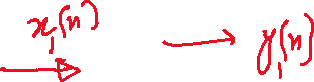 x₁(n) → y₁(n)